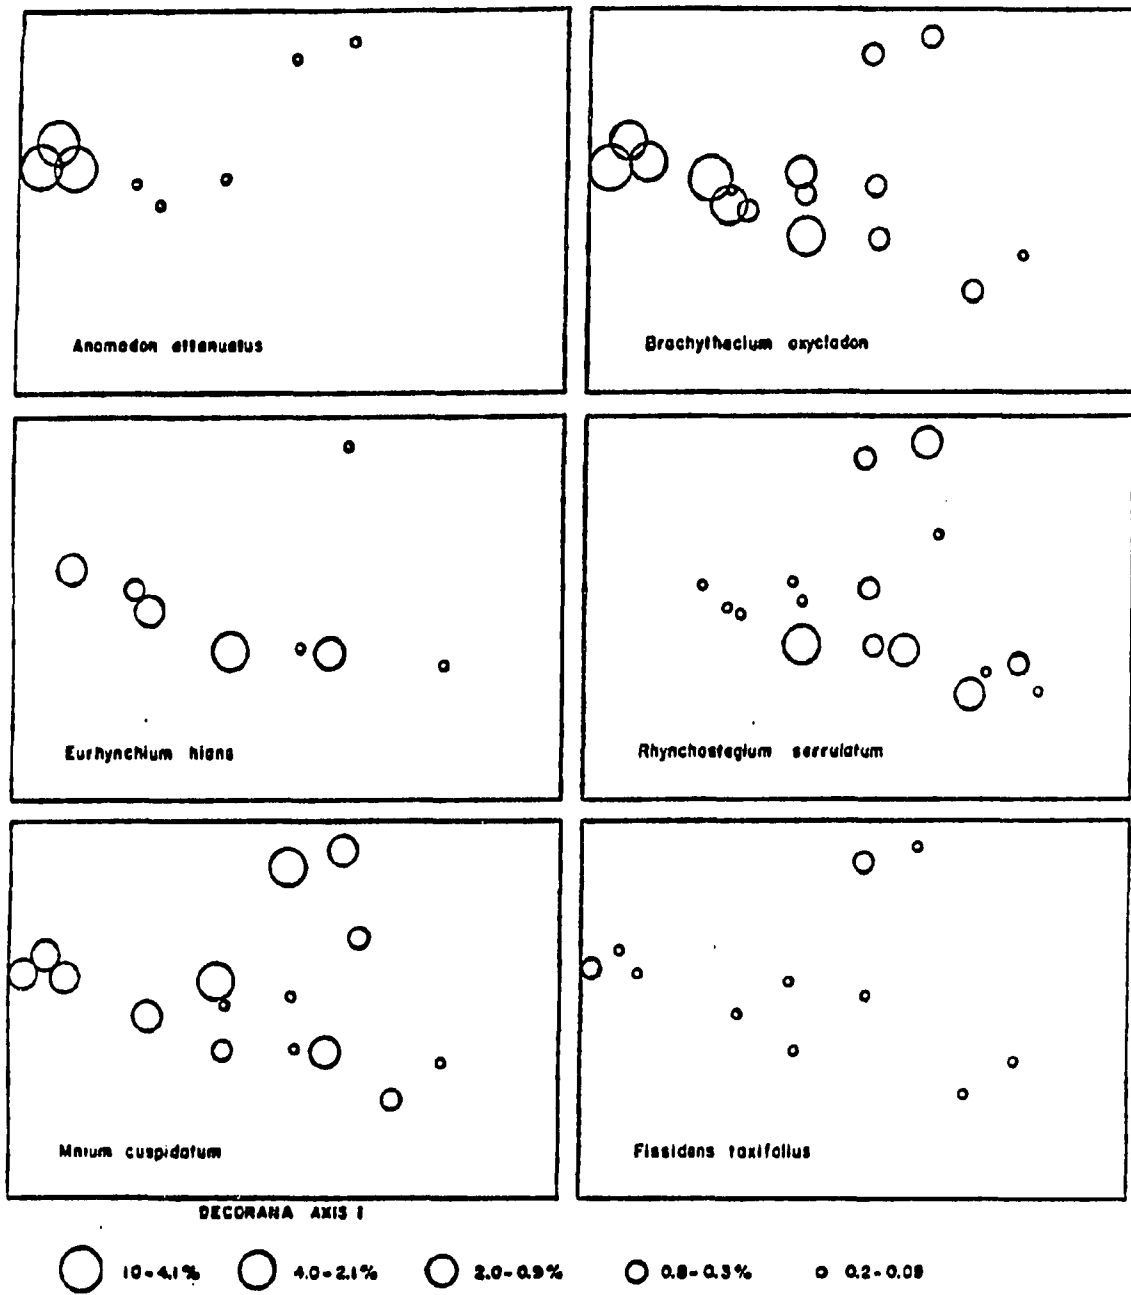 Anomodon attenuatus
Brachythecium oxycladon
Eurhynchium hians
Rhynchostegium serrulatum
Mnium cuspidatum
Fissidens taxifolius
DECORANA AXIS I
10-4.1%
4.0-2.1%
2.0-0.9%
0.8-0.3%
0.2-0.05